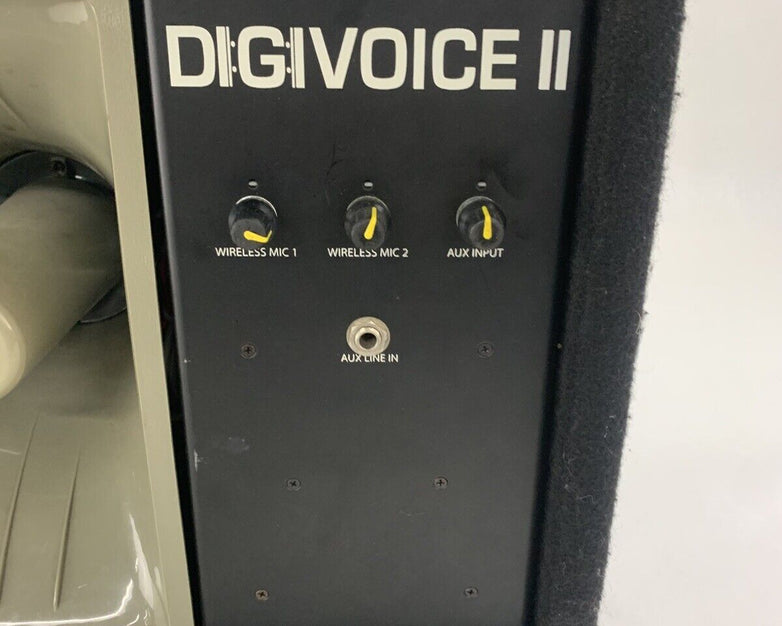 DIGIVOICE II
WIRELESS MIC 1 WIRELESS MIC 2 AUX INPUT
AUX LINE IN